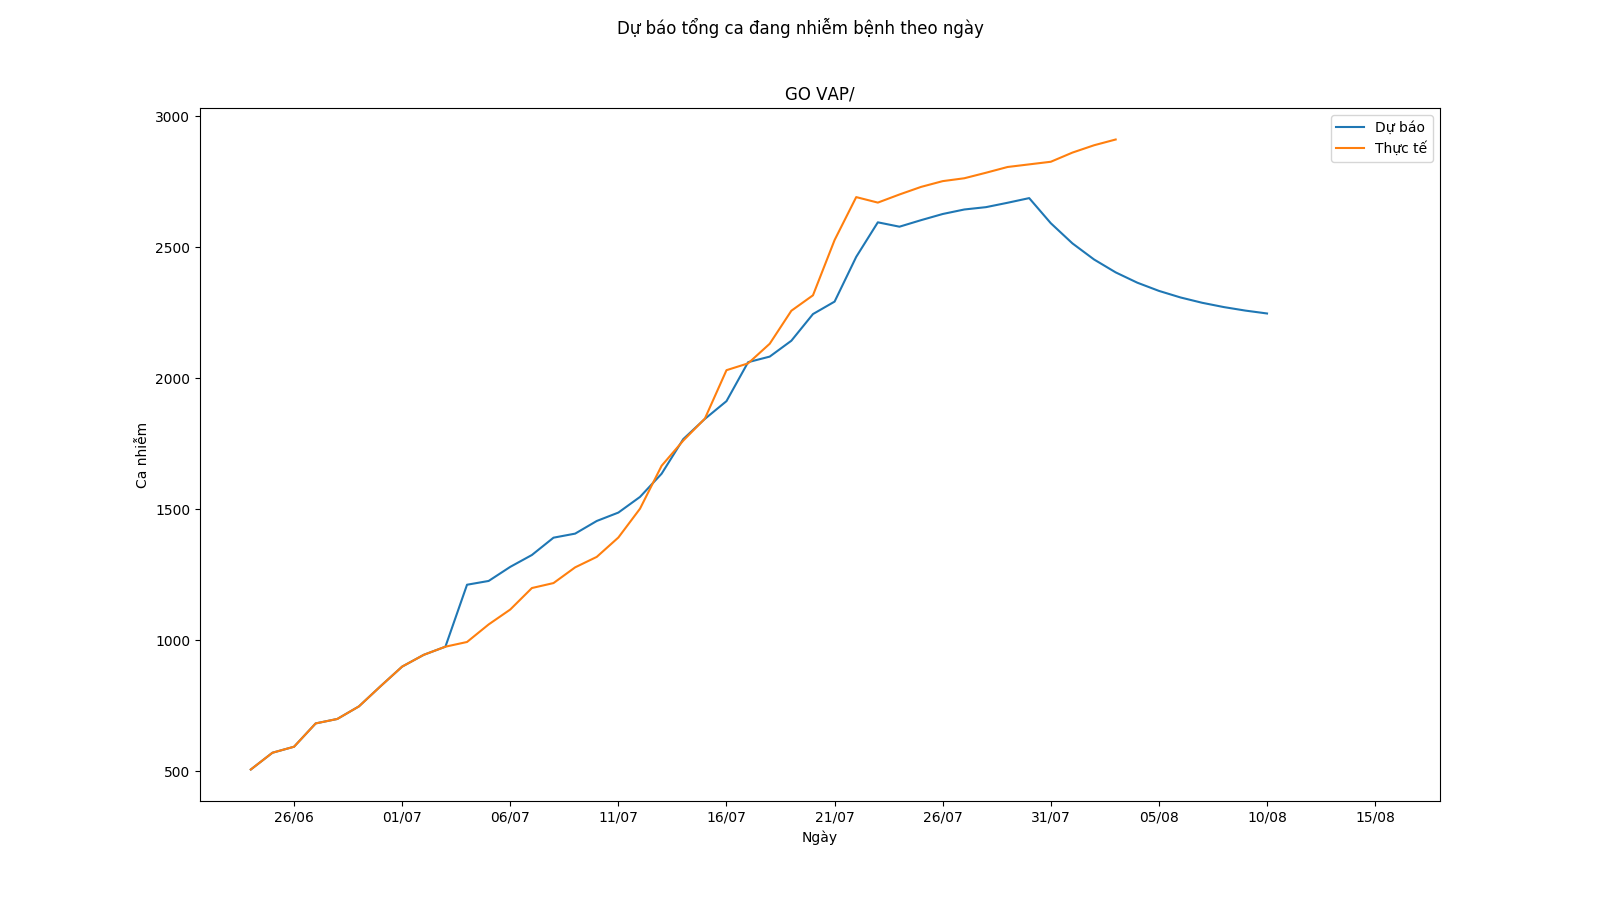 Dự báo tổng ca đang nhiễm bệnh theo ngày
GO VAP/
Dự báo
Thực tế
3000
2500
2000
1500
1000
500
Ca nhiễm
26/06 01/07 06/07 11/07 16/07 21/07 26/07 31/07 05/08 10/08 15/08
Ngày